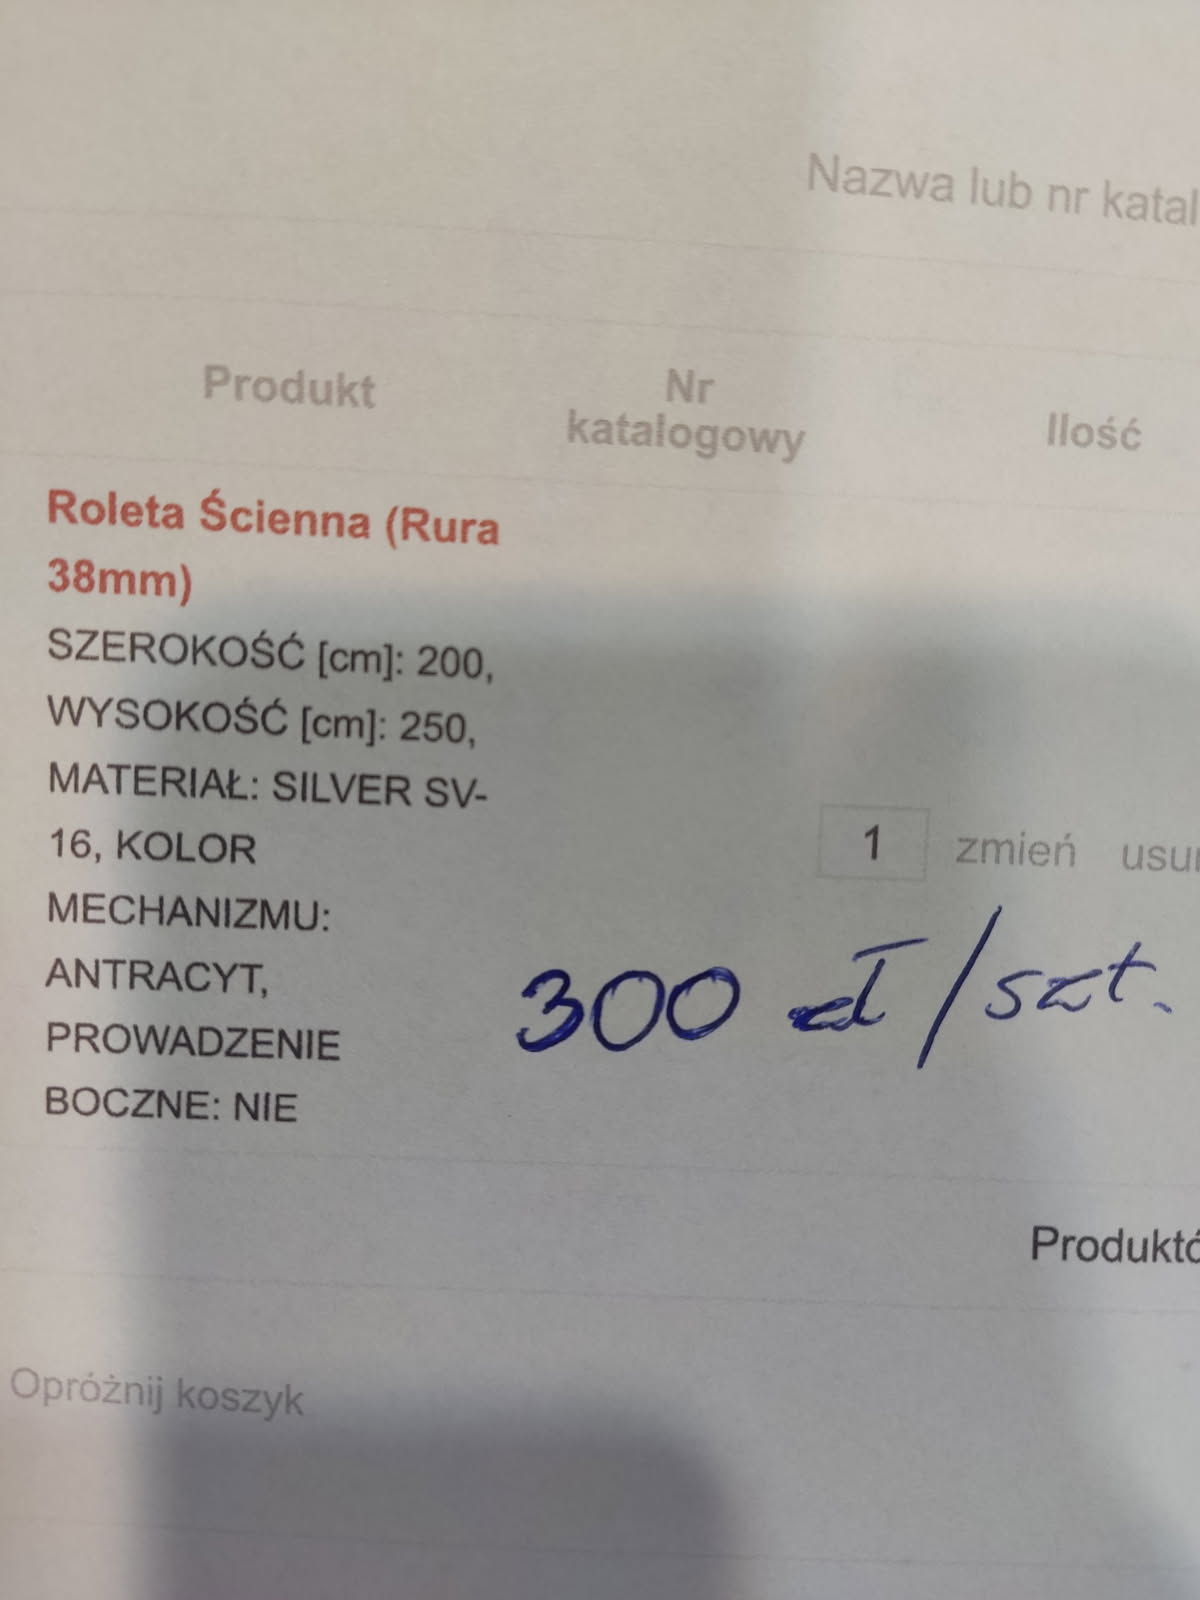 Nazwa lub nr katal
Produkt
Nr
katalogowy
Ilość
Roleta Ścienna (Rura
38mm)
SZEROKOŚĆ [cm]: 200,
WYSOKOŚĆ [cm]: 250,
MATERIAŁ: SILVER SV-
16, KOLOR
MECHANIZMU:
ANTRACYT,
PROWADZENIE
BOCZNE: NIE
1 zmień usu
300 zł/szt.
Produktó
Opróżnij koszyk